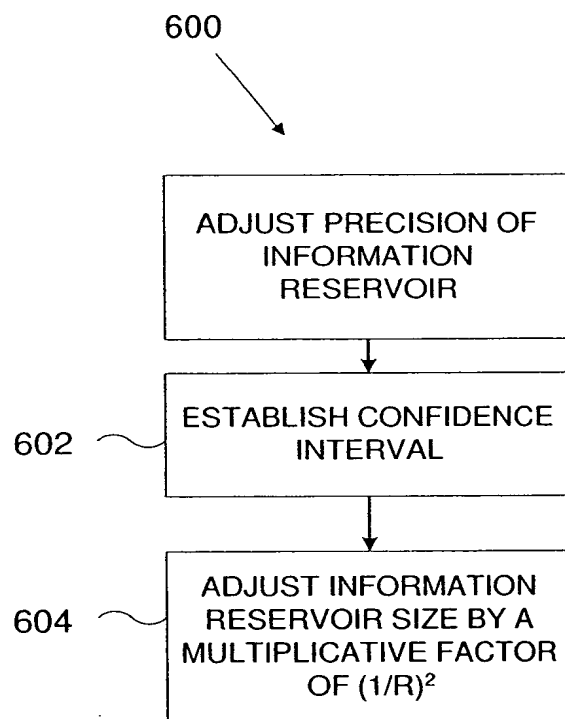 600
ADJUST PRECISION OF
INFORMATION
RESERVOIR
602
ESTABLISH CONFIDENCE
INTERVAL
604
ADJUST INFORMATION
RESERVOIR SIZE BY A
MULTIPLICATIVE FACTOR
OF (1/R)²